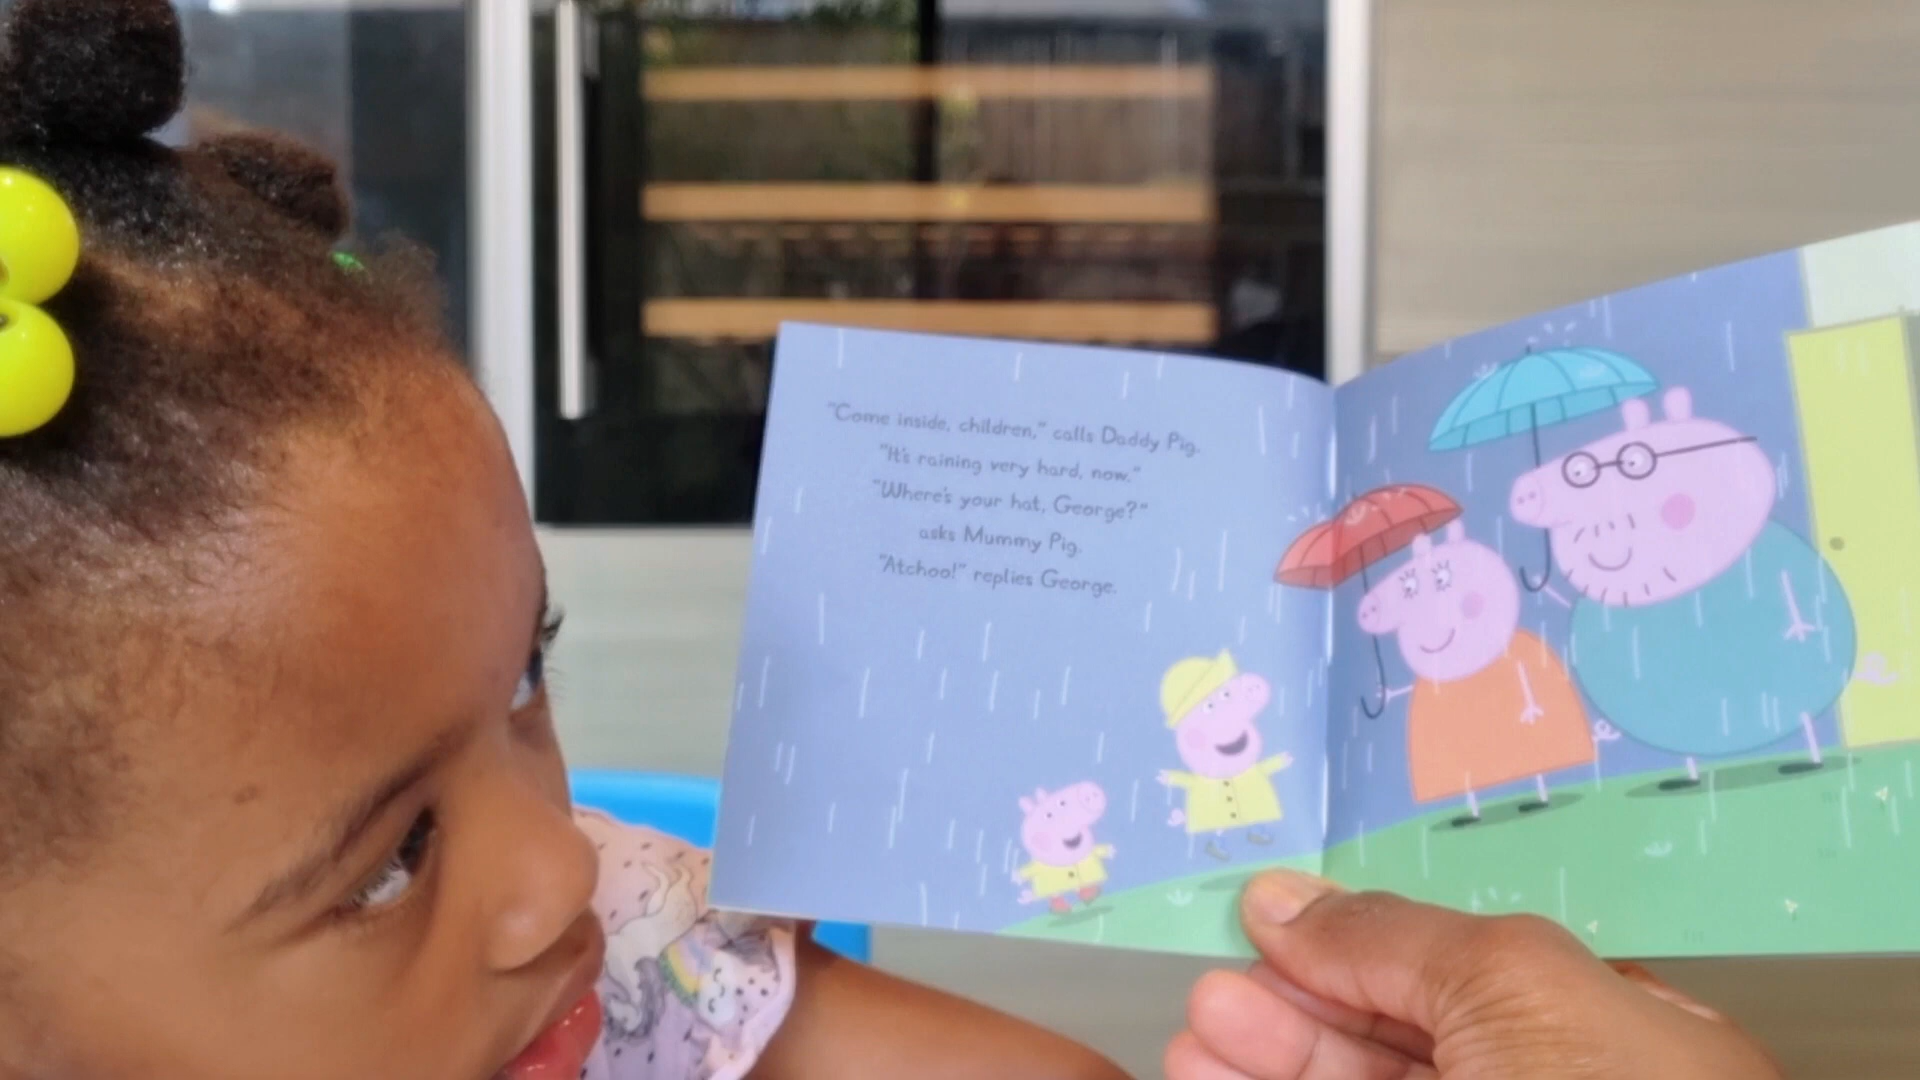 "Come inside, children," calls Daddy Pig.
"It's raining very hard, now."
"Where's your hat, George?"
asks Mummy Pig.
"Atchoo!" replies George.